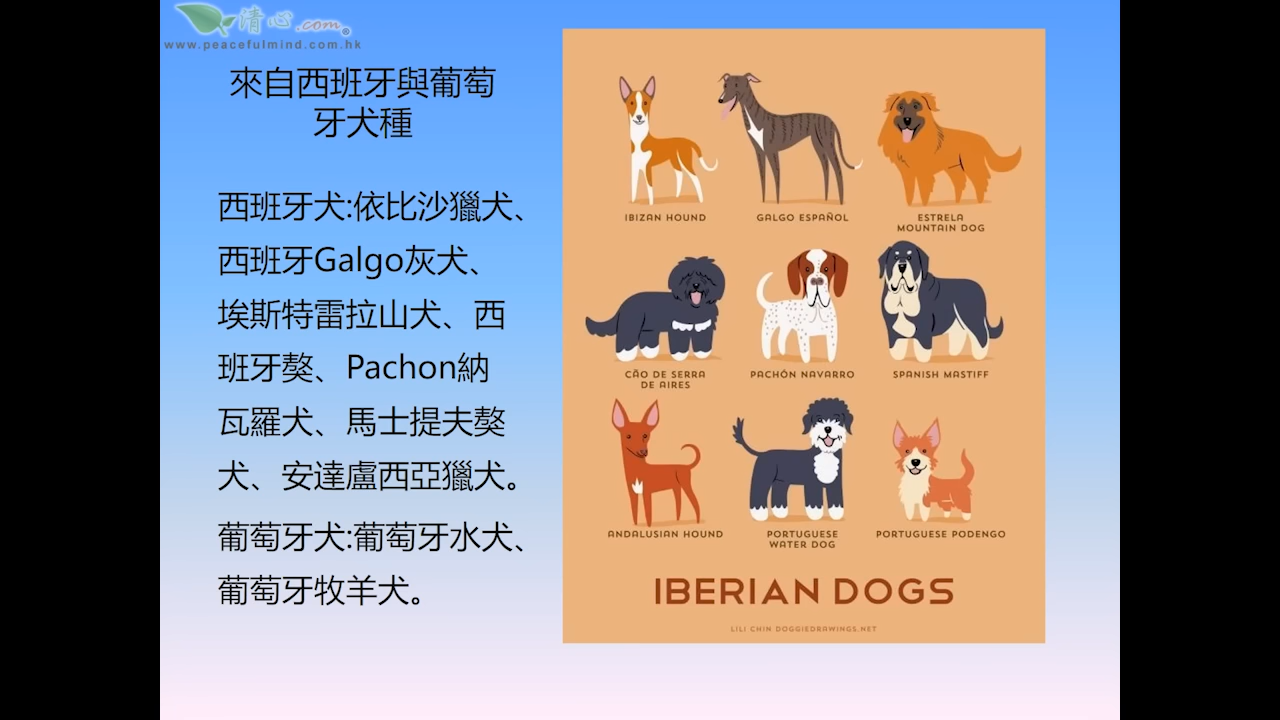 清心.com®
www.peacefulmind.com.hk
來自西班牙與葡萄
牙犬種
西班牙犬:依比沙獵犬、
西班牙Galgo灰犬、
埃斯特雷拉山犬、西
班牙獒、Pachon納
瓦羅犬、馬士提夫獒
犬、安達盧西亞獵犬。
葡萄牙犬:葡萄牙水犬、
葡萄牙牧羊犬。
IBIZAN HOUND
GALGO ESPAÑOL
ESTRELA
MOUNTAIN DOG
CÃO DE SERRA
DE AIRES
PACHÓN NAVARRO
SPANISH MASTIFF
ANDALUSIAN HOUND
PORTUGUESE
WATER DOG
PORTUGUESE PODENGO
IBERIAN DOGS
LILI CHIN DOGGIEDRAWINGS.NET